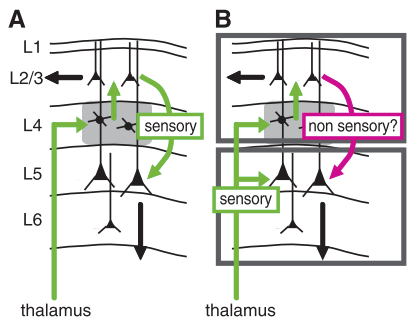 A
B
L1
L2/3
L4
L5
L6
sensory
non sensory?
sensory
thalamus
thalamus